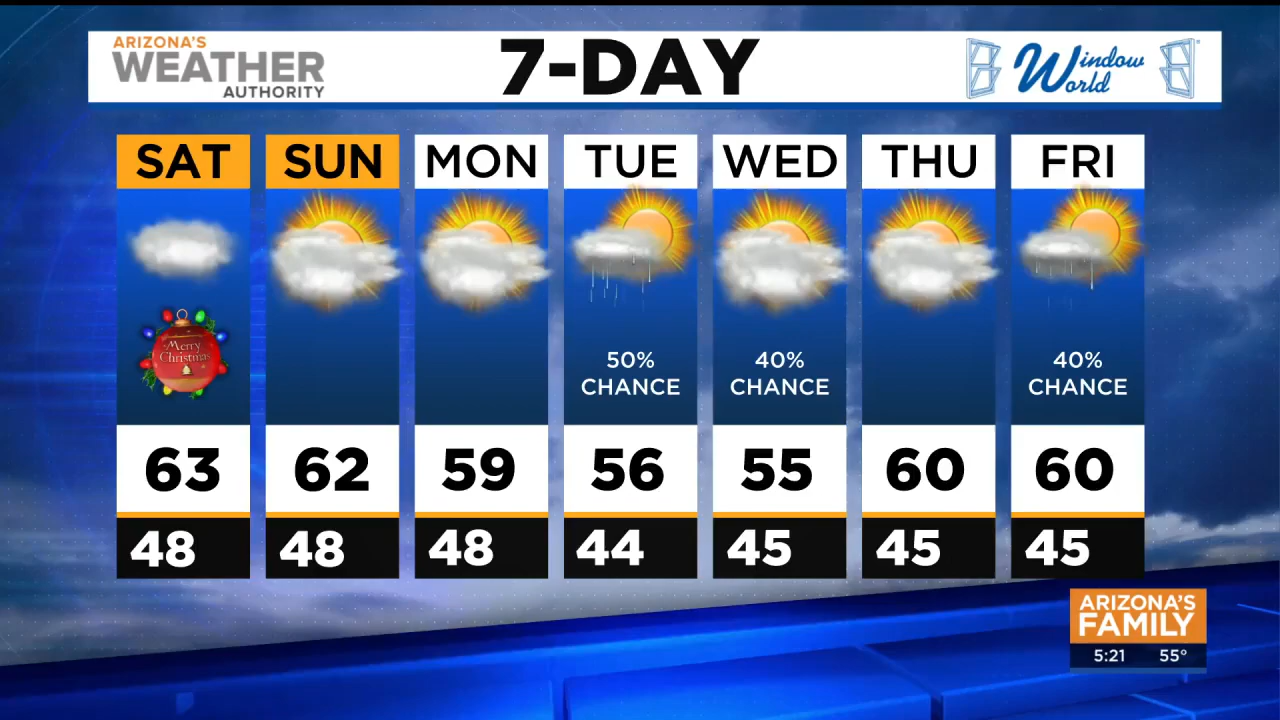 ARIZONA'S
WEATHER
AUTHORITY
7-DAY
Window World
SAT SUN MON TUE WED THU FRI
Merry
Christmas
50% 40% 40%
CHANCE CHANCE CHANCE
63 62 59 56 55 60 60
48 48 48 44 45 45 45
ARIZONA'S
FAMILY
5:21 55°